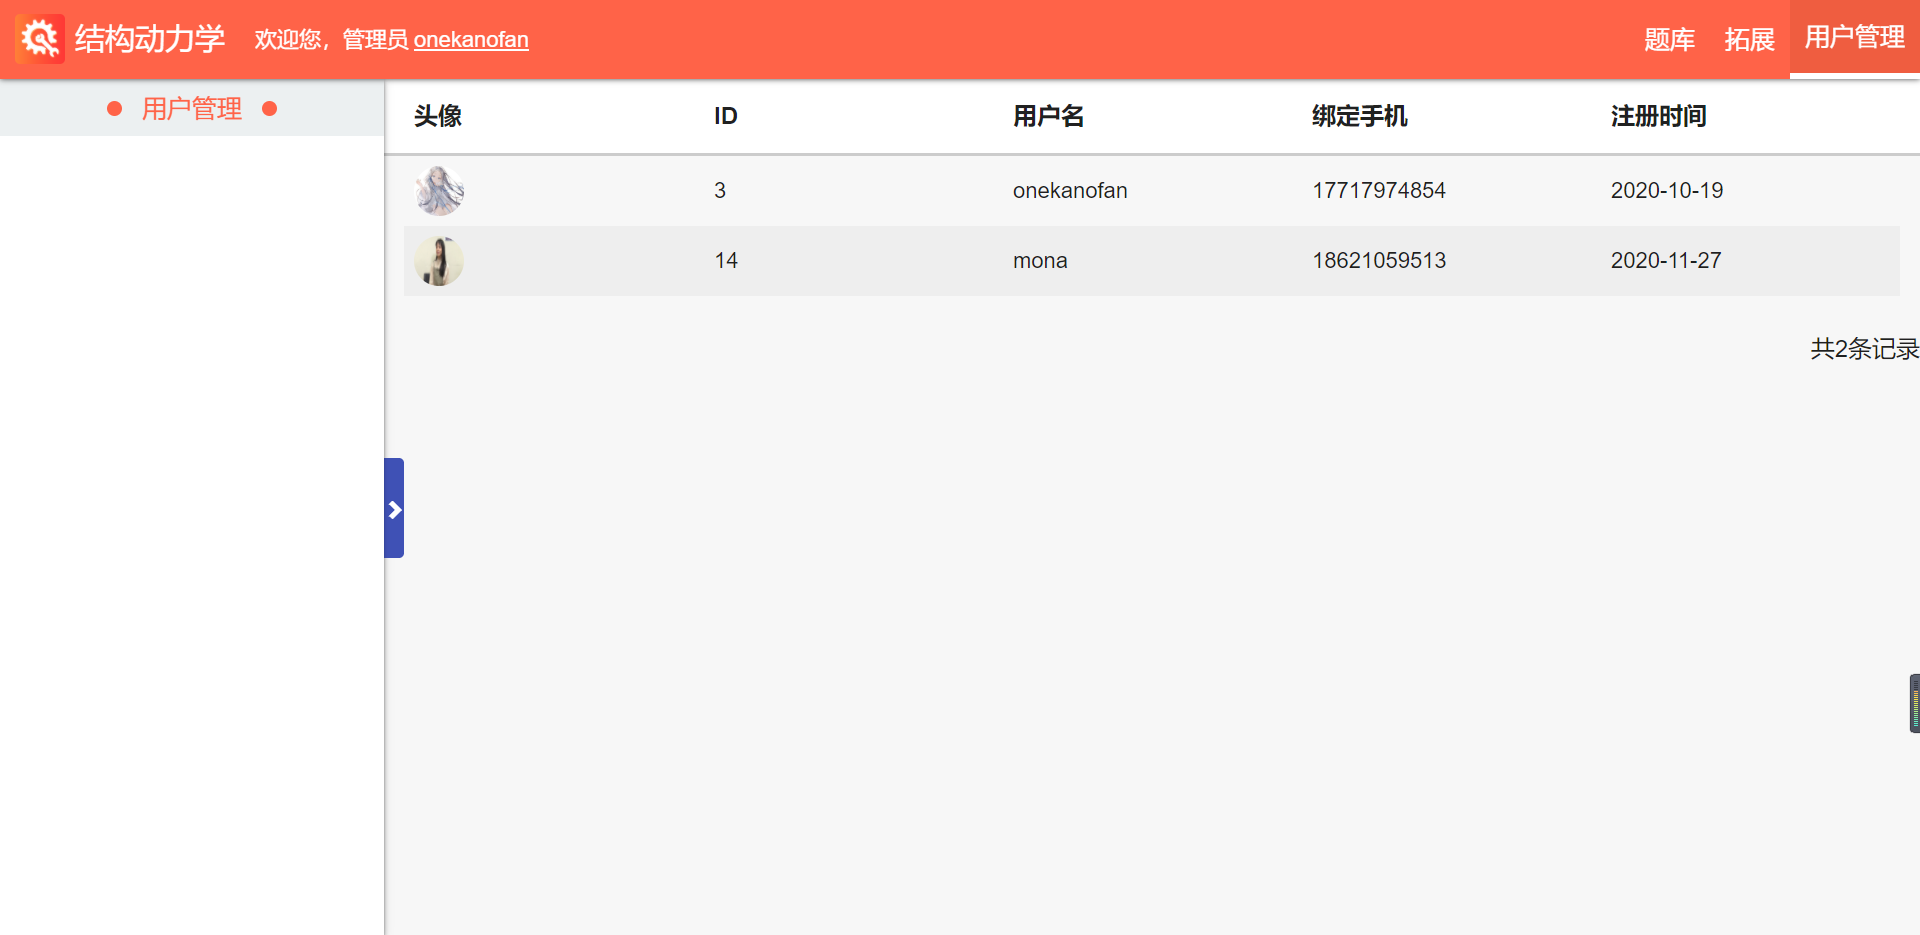 结构动力学 欢迎您，管理员 onekanofan 题库 拓展 用户管理
用户管理
头像 ID 用户名 绑定手机 注册时间
3 onekanofan 17717974854 2020-10-19
14 mona 18621059513 2020-11-27
共2条记录